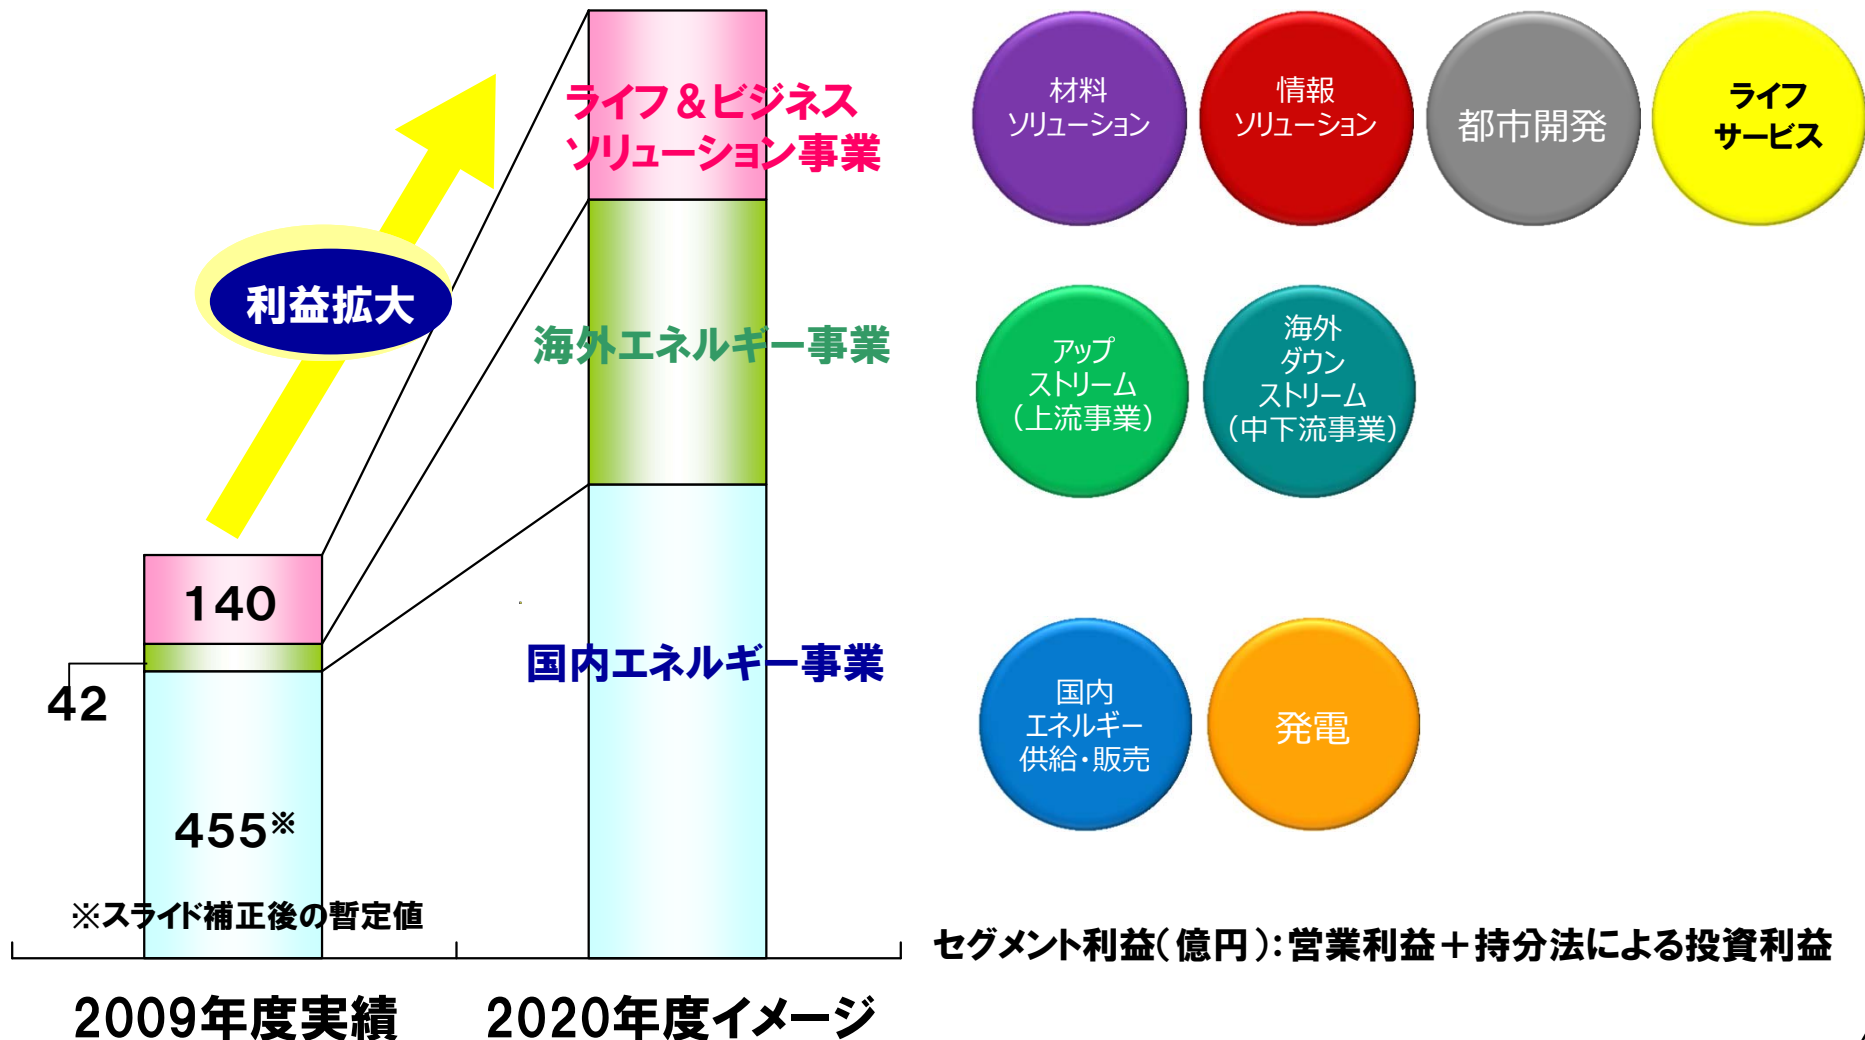 ライフ＆ビジネス
ソリューション事業
利益拡大
海外エネルギー事業
140
42
国内エネルギー事業
455※
※スライド補正後の暫定値
2009年度実績
2020年度イメージ
材料
ソリューション
情報
ソリューション
都市開発
ライフ
サービス
アップ
ストリーム
（上流事業）
海外
ダウン
ストリーム
（中下流事業）
国内
エネルギー
供給・販売
発電
セグメント利益（億円）：営業利益＋持分法による投資利益